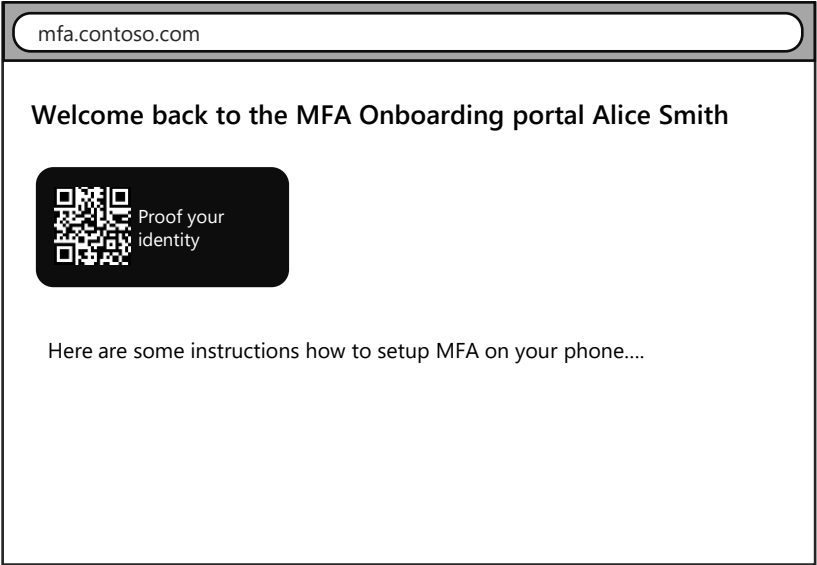 mfa.contoso.com
Welcome back to the MFA Onboarding portal Alice Smith
Proof your
identity
Here are some instructions how to setup MFA on your phone....